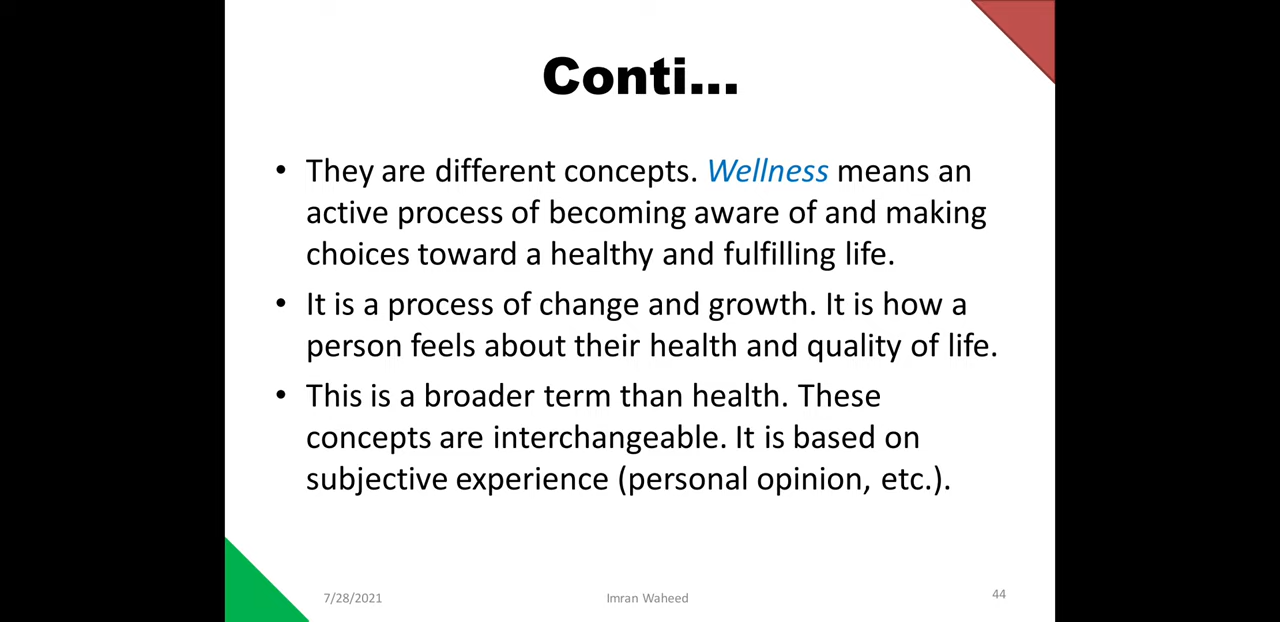 Conti...
• They are different concepts. Wellness means an
active process of becoming aware of and making
choices toward a healthy and fulfilling life.
• It is a process of change and growth. It is how a
person feels about their health and quality of life.
• This is a broader term than health. These
concepts are interchangeable. It is based on
subjective experience (personal opinion, etc.).
7/28/2021
Imran Waheed
44